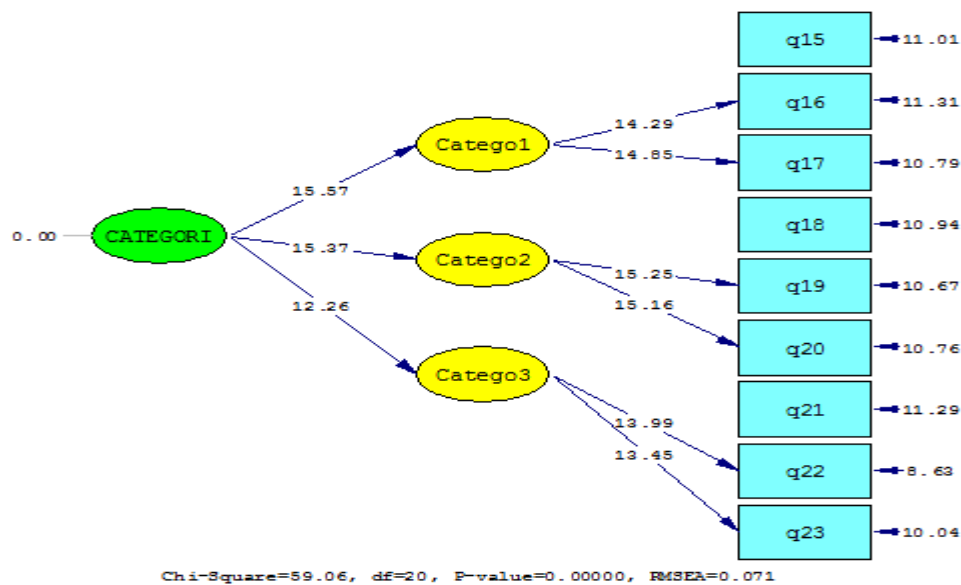 q15
11.01
q16
11.31
14.29
Catego1
14.85
q17
10.79
15.57
q18
10.94
0.00
CATEGORI
15.37
Catego2
15.25
q19
10.67
15.16
12.26
q20
10.76
Catego3
q21
11.29
13.99
13.45
q22
8.63
q23
10.04
Chi-Square=59.06, df=20, P-value=0.00000, RMSEA=0.071